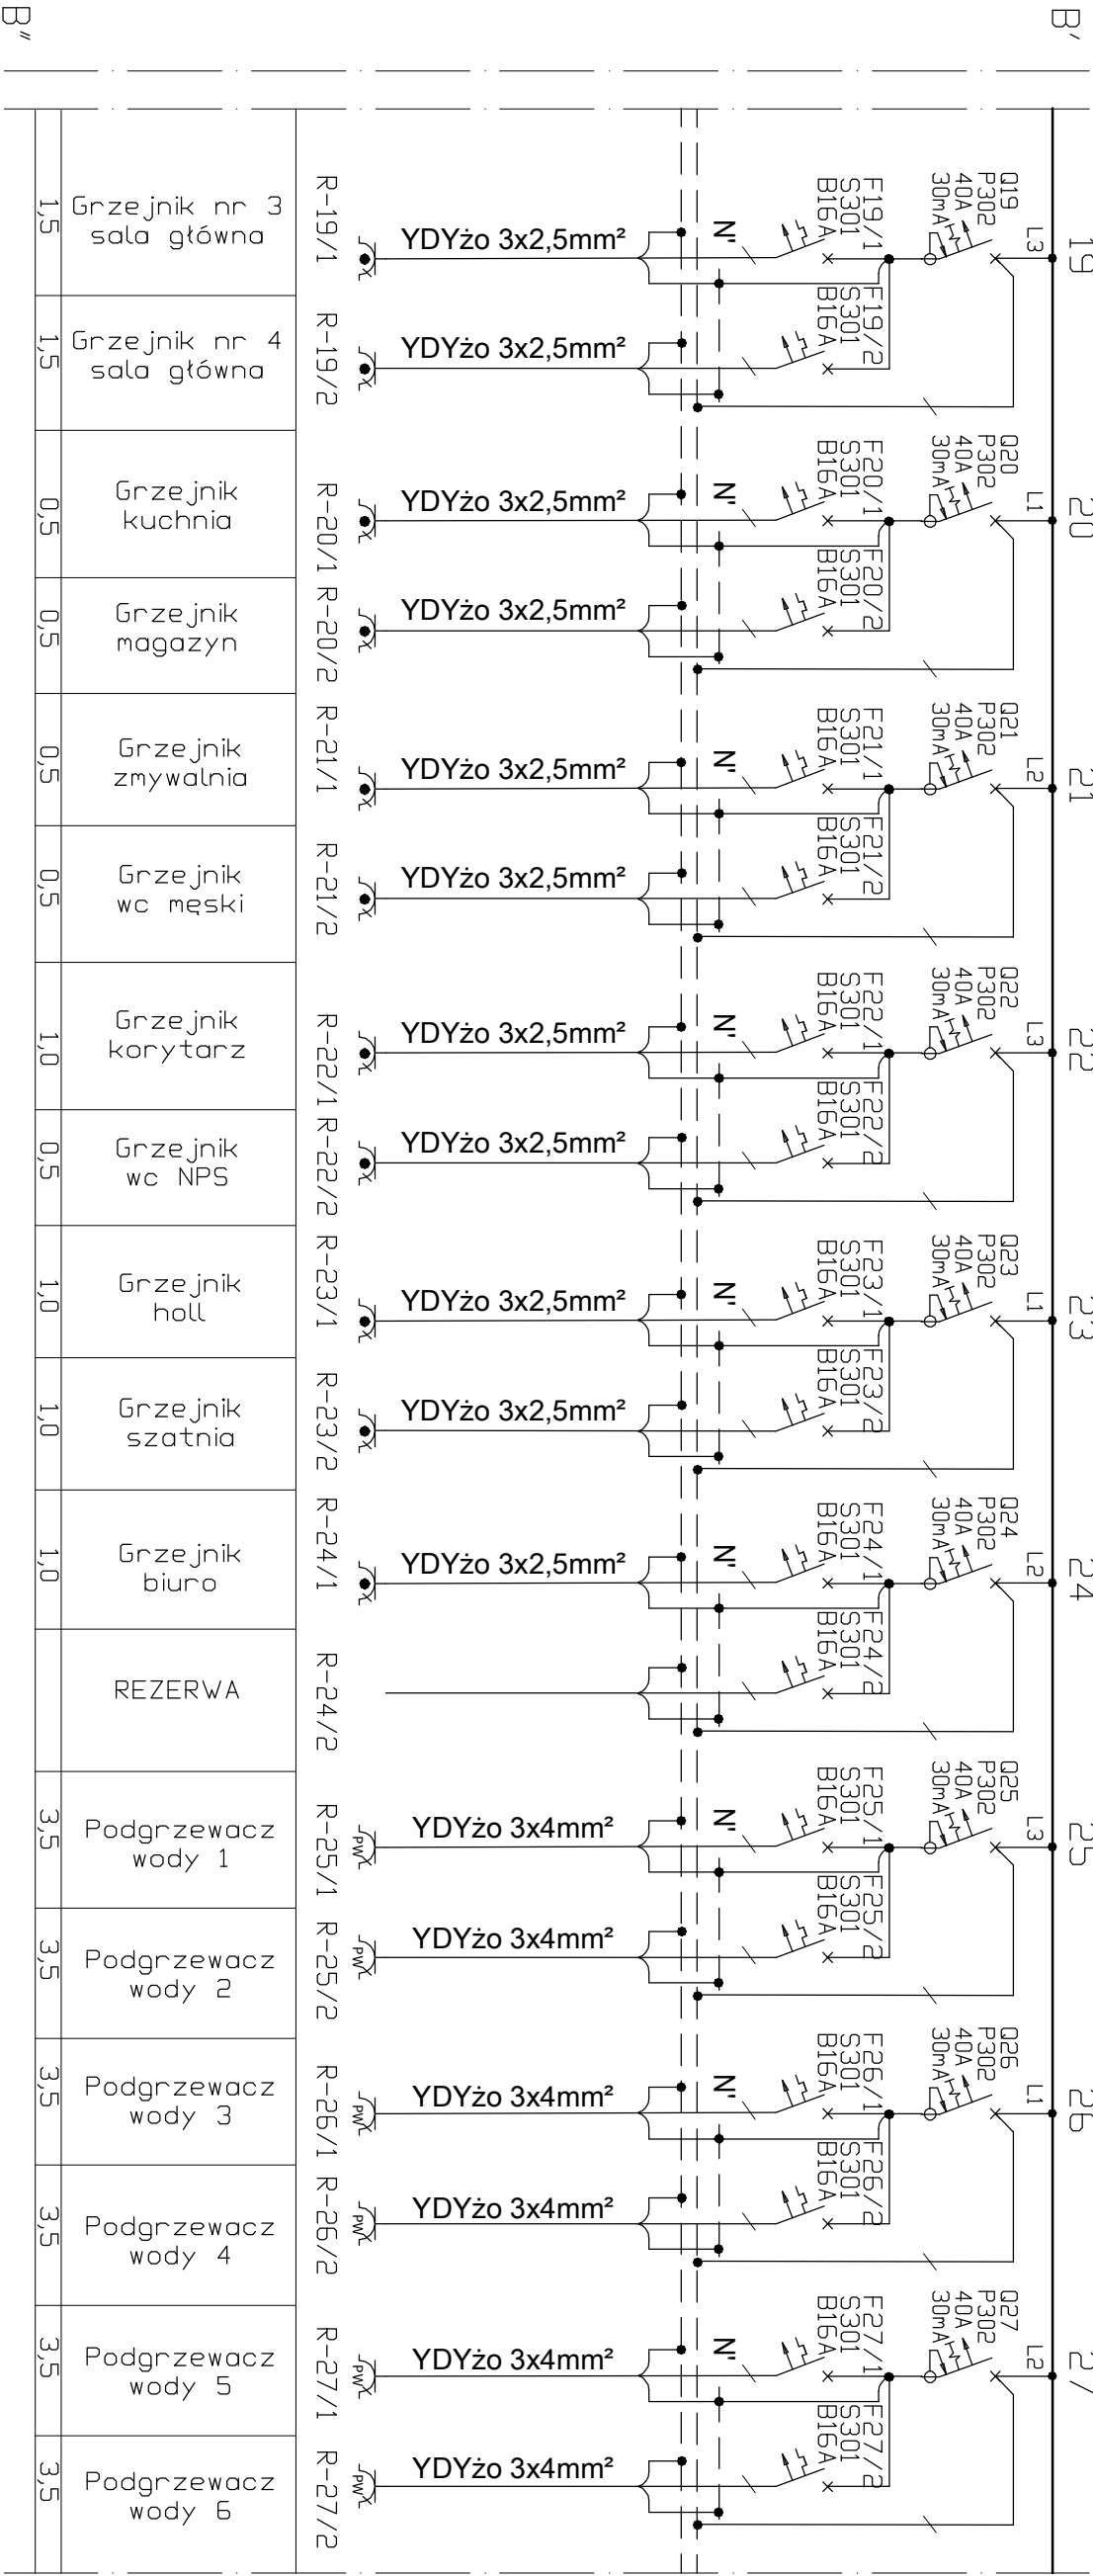 B'
B"
19
Q19
P302
40A
30mA
L3
F19/1
S301
B16A
F19/2
S301
B16A
N'
YDYżo 3x2,5mm²
YDYżo 3x2,5mm²
R-19/1
R-19/2
Grzejnik nr 3
sala główna
1,5
Grzejnik nr 4
sala główna
1,5
20
Q20
P302
40A
30mA
L1
F20/1
S301
B16A
F20/2
S301
B16A
N'
YDYżo 3x2,5mm²
YDYżo 3x2,5mm²
R-20/1
R-20/2
Grzejnik
kuchnia
0,5
Grzejnik
magazyn
0,5
21
Q21
P302
40A
30mA
L2
F21/1
S301
B16A
F21/2
S301
B16A
N'
YDYżo 3x2,5mm²
YDYżo 3x2,5mm²
R-21/1
R-21/2
Grzejnik
zmywalnia
0,5
Grzejnik
wc męski
0,5
22
Q22
P302
40A
30mA
L3
F22/1
S301
B16A
F22/2
S301
B16A
N'
YDYżo 3x2,5mm²
YDYżo 3x2,5mm²
R-22/1
R-22/2
Grzejnik
korytarz
1,0
Grzejnik
wc NPS
0,5
23
Q23
P302
40A
30mA
L1
F23/1
S301
B16A
F23/2
S301
B16A
N'
YDYżo 3x2,5mm²
YDYżo 3x2,5mm²
R-23/1
R-23/2
Grzejnik
holl
1,0
Grzejnik
szatnia
1,0
24
Q24
P302
40A
30mA
L2
F24/1
S301
B16A
F24/2
S301
B16A
N'
YDYżo 3x2,5mm²
R-24/1
R-24/2
Grzejnik
biuro
1,0
REZERWA
25
Q25
P302
40A
30mA
L3
F25/1
S301
B16A
F25/2
S301
B16A
N'
YDYżo 3x4mm²
YDYżo 3x4mm²
PW
PW
R-25/1
R-25/2
Podgrzewacz
wody 1
3,5
Podgrzewacz
wody 2
3,5
26
Q26
P302
40A
30mA
L1
F26/1
S301
B16A
F26/2
S301
B16A
N'
YDYżo 3x4mm²
YDYżo 3x4mm²
PW
PW
R-26/1
R-26/2
Podgrzewacz
wody 3
3,5
Podgrzewacz
wody 4
3,5
27
Q27
P302
40A
30mA
L2
F27/1
S301
B16A
F27/2
S301
B16A
N'
YDYżo 3x4mm²
YDYżo 3x4mm²
PW
PW
R-27/1
R-27/2
Podgrzewacz
wody 5
3,5
Podgrzewacz
wody 6
3,5